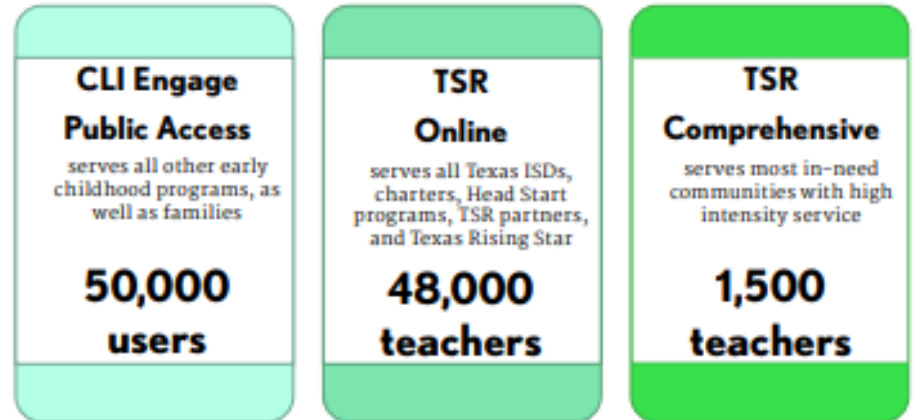 CLI Engage
Public Access
serves all other early
childhood programs, as
well as families
50,000
users
TSR
Online
serves all Texas ISDs,
charters, Head Start
programs, TSR partners,
and Texas Rising Star
48,000
teachers
TSR
Comprehensive
serves most in-need
communities with high
intensity service
1,500
teachers